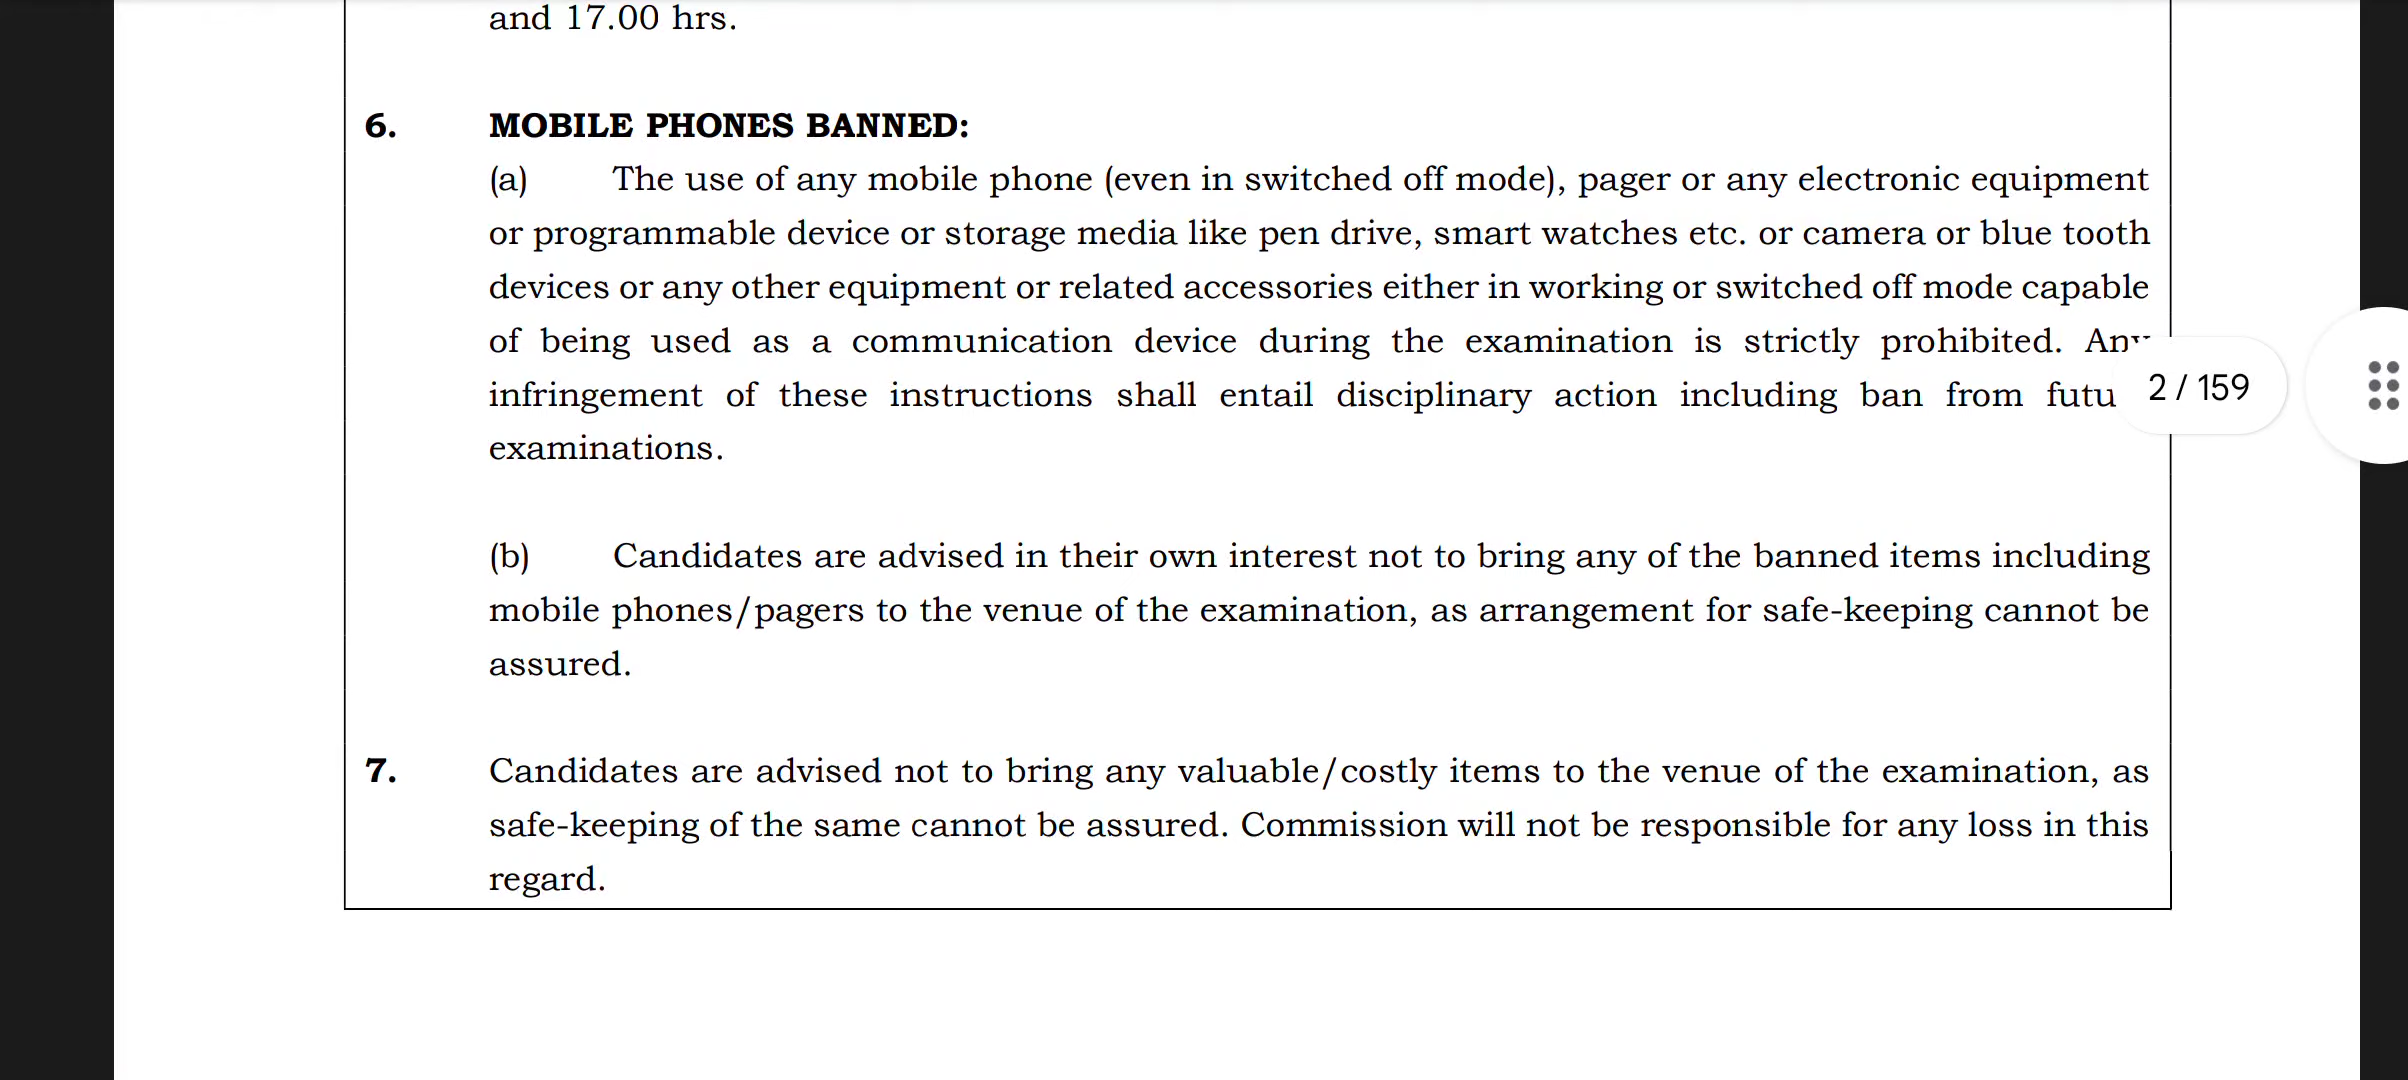 and 17.00 hrs.
6. MOBILE PHONES BANNED:
(a) The use of any mobile phone (even in switched off mode), pager or any electronic equipment
or programmable device or storage media like pen drive, smart watches etc. or camera or blue tooth
devices or any other equipment or related accessories either in working or switched off mode capable
of being used as a communication device during the examination is strictly prohibited.
infringement of these instructions shall entail disciplinary action including ban from futu
2 / 159
examinations.
(b) Candidates are advised in their own interest not to bring any of the banned items including
mobile phones/pagers to the venue of the examination, as arrangement for safe-keeping cannot be
assured.
7. Candidates are advised not to bring any valuable/costly items to the venue of the examination, as
safe-keeping of the same cannot be assured. Commission will not be responsible for any loss in this
regard.